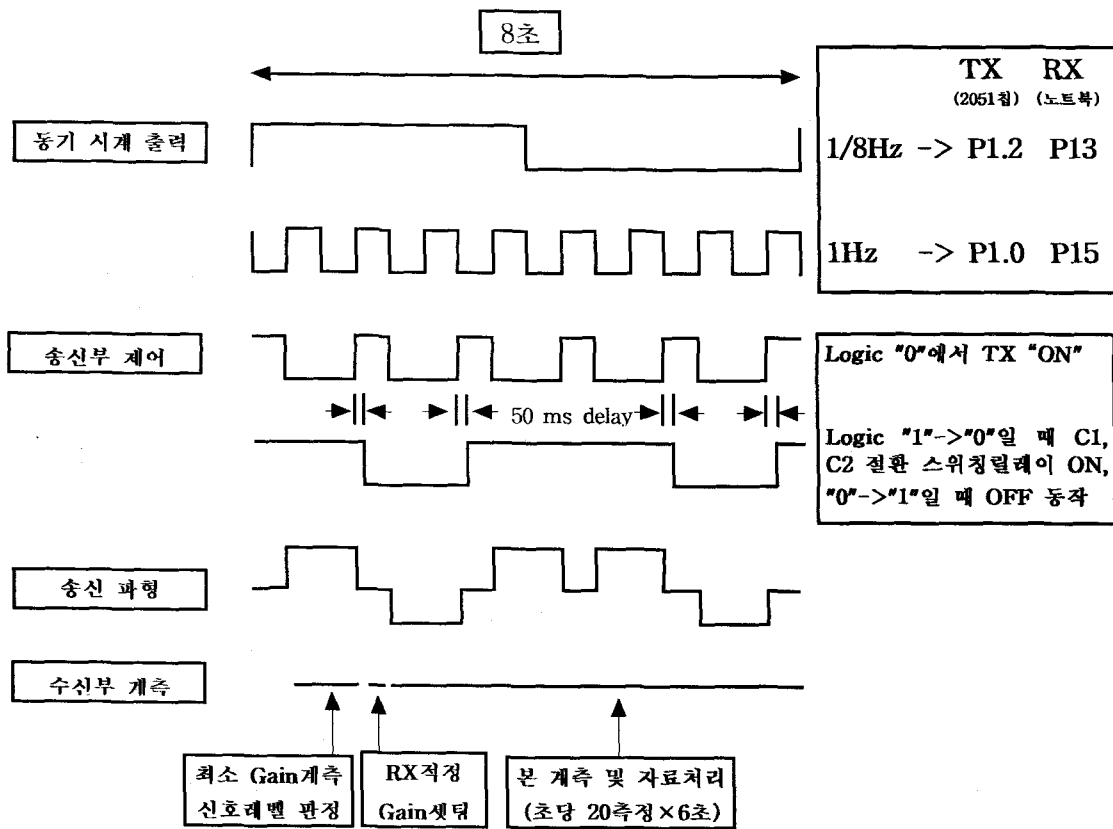 8초
TX RX
(2051칩) (노트북)
동기 시계 출력
1/8Hz -> P1.2 P13
1Hz -> P1.0 P15
송신부 제어
Logic "0"에서 TX "ON"
50 ms delay
Logic "1"->"0"일 때 C1,
C2 절환 스위칭릴레이 ON,
"0"->"1"일 때 OFF 동작
송신 파형
수신부 계측
최소 Gain계측
신호레벨 판정
RX적정
Gain셋팅
본 계측 및 자료처리
(초당 20측정×6초)